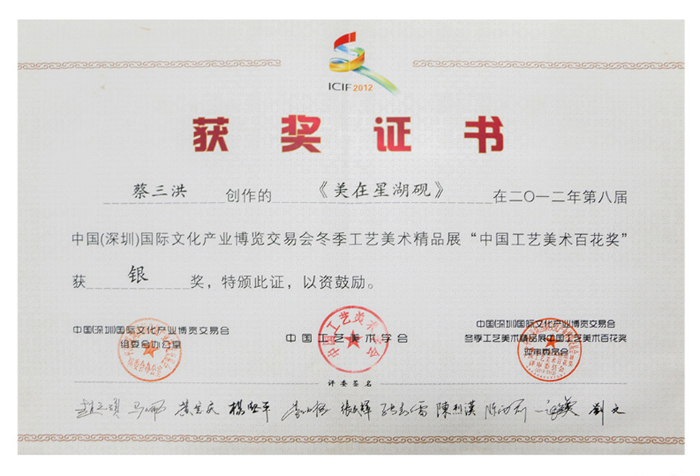 ICIF 2012
获奖证书
蔡三洪 创作的 《美在星湖砚》 在二〇一二年第八届
中国(深圳)国际文化产业博览交易会冬季工艺美术精品展“中国工艺美术百花奖”
获 银 奖，特颁此证，以资鼓励。
中国(深圳)国际文化产业博览交易会
组委会办公室
中国工艺美术学会
中国(深圳)国际文化产业博览交易会
冬季工艺美术精品展中国工艺美术百花奖
评审委员会
评委签名